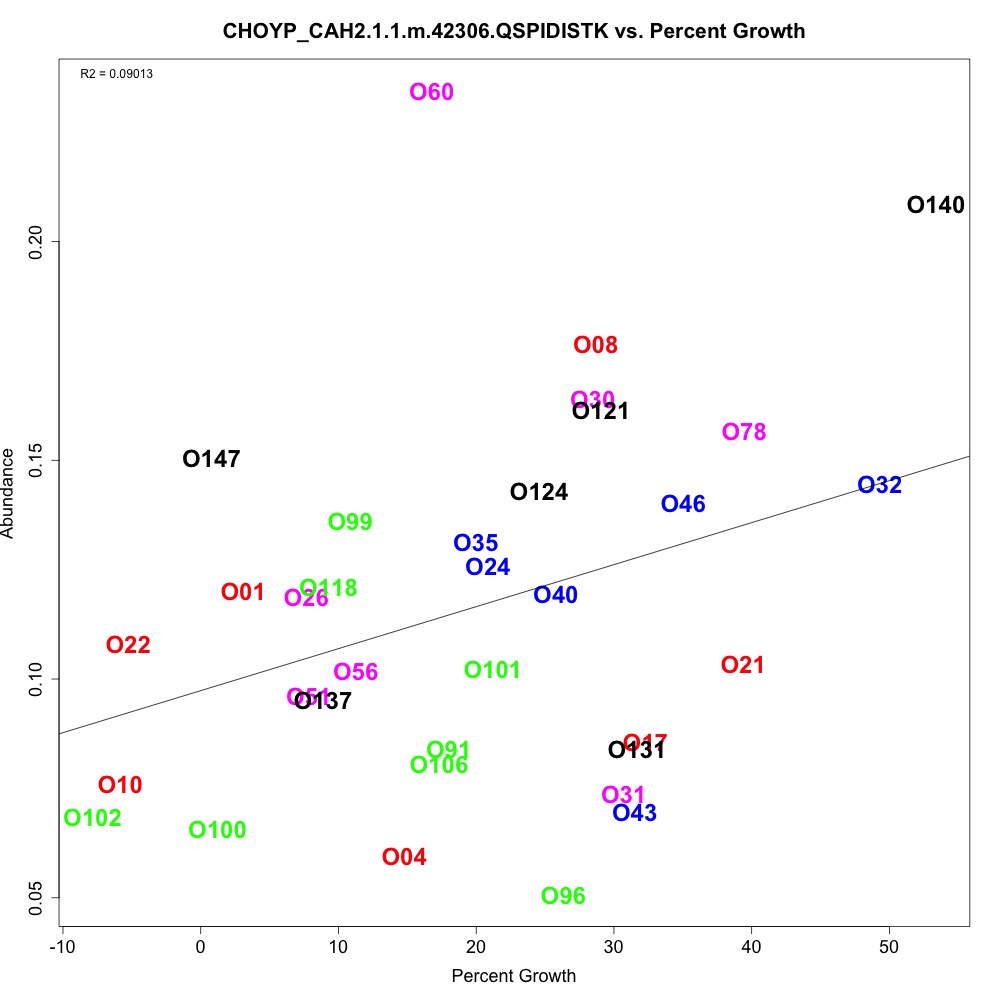 CHOYP_CAH2.1.1.m.42306.QSPIDISTK vs. Percent Growth
R2 = 0.09013
O60
O140
0.20
O08
O30
O121
O78
O147
0.15
O32
O124
O46
O99
O35
O24
O118
O01
O26
O40
O22
O21
O56
O101
0.10
O51
O137
O17
O91
O131
O106
O10
O31
O102
O43
O100
O04
O96
0.05
-10 0 10 20 30 40 50
Percent Growth
Abundance